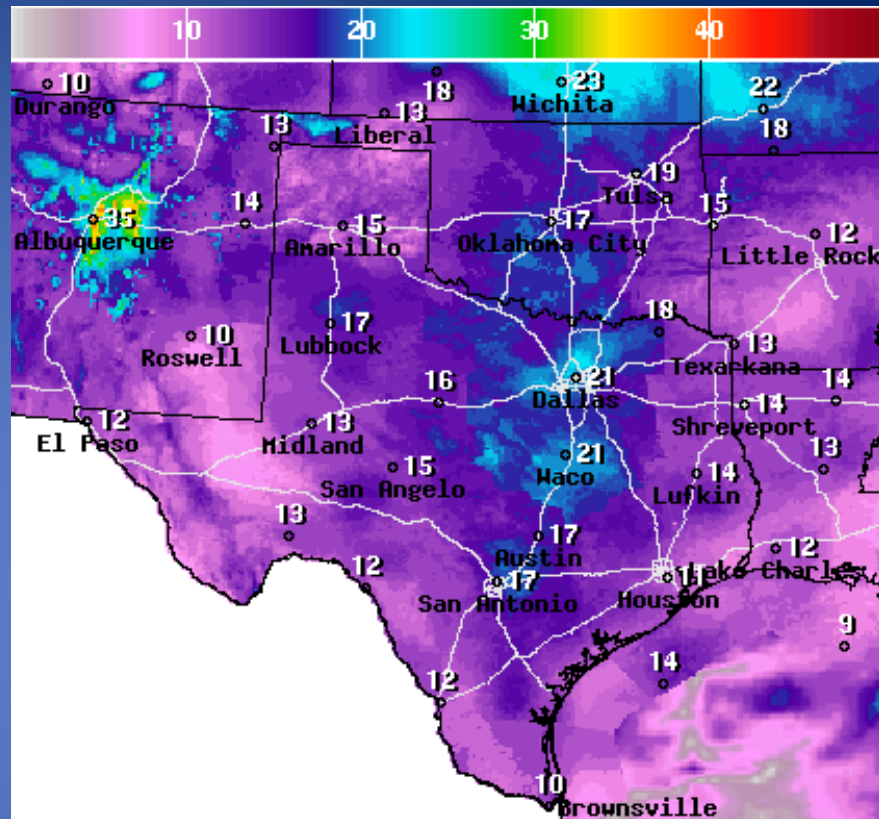 10 20 30 40
18
10 23 22
Durango Wichita
13
Liberal
13 18
19
Tulsa
35 14 15 17 15 12
Albuquerque Amarillo Oklahoma City Little Rock
10 17 18 13
Roswell Lubbock Texarkana
21
Dallas
16 14 14
Shreveport
12 13
El Paso Midland
15 21 14 13
San Angelo Waco Lufkin
13 17 12
Austin
12 17 11 Lake Charles
San Antonio Houston
9
14
12
10
Brownsville